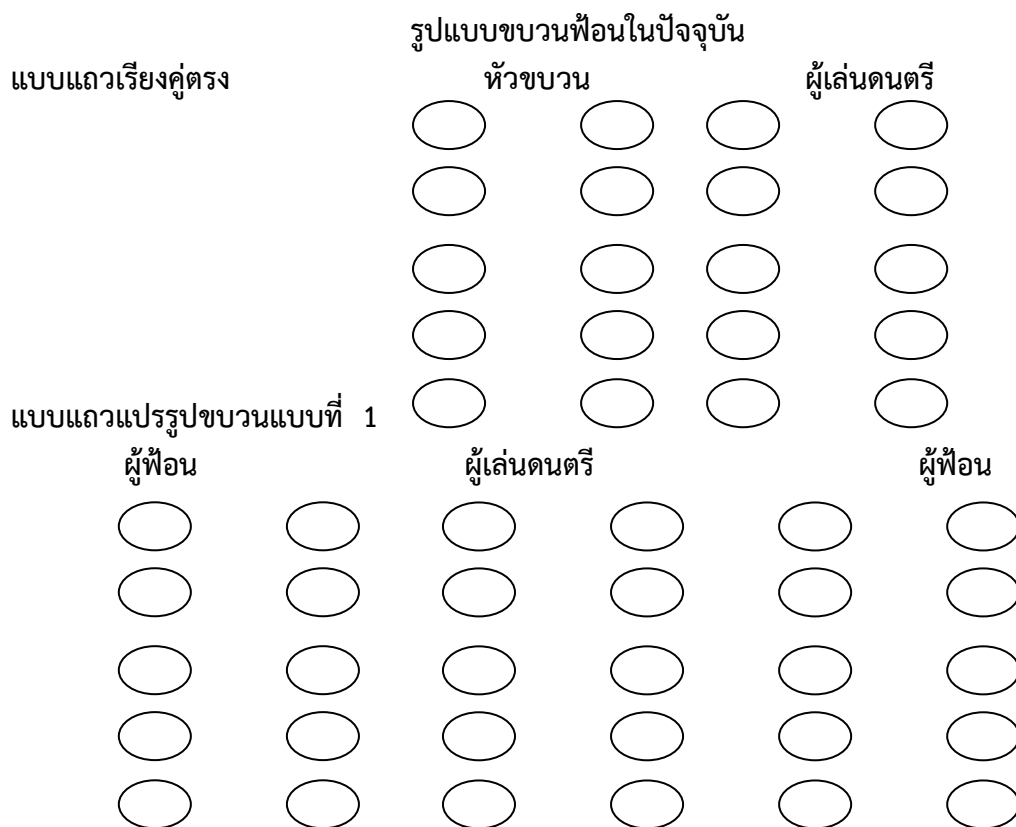 รูปแบบขบวนฟ้อนในปัจจุบัน
แบบแถวเรียงคู่ตรง หัวขบวน ผู้เล่นดนตรี
แบบแถวแปรรูปขบวนแบบที่ 1
ผู้ฟ้อน ผู้เล่นดนตรี ผู้ฟ้อน